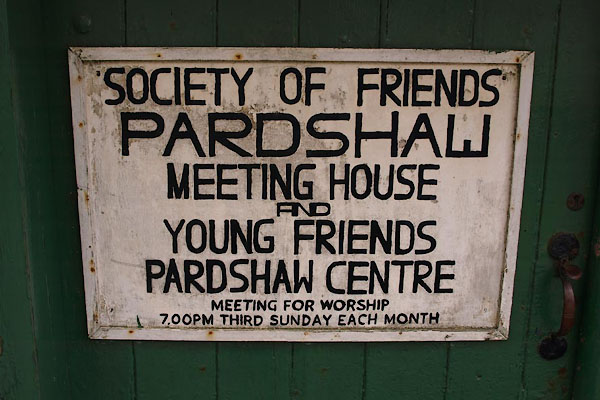 SOCIETY OF FRIENDS
PARDSHAW
MEETING HOUSE
AND
YOUNG FRIENDS
PARDSHAW CENTRE
MEETING FOR WORSHIP
7.00PM THIRD SUNDAY EACH MONTH